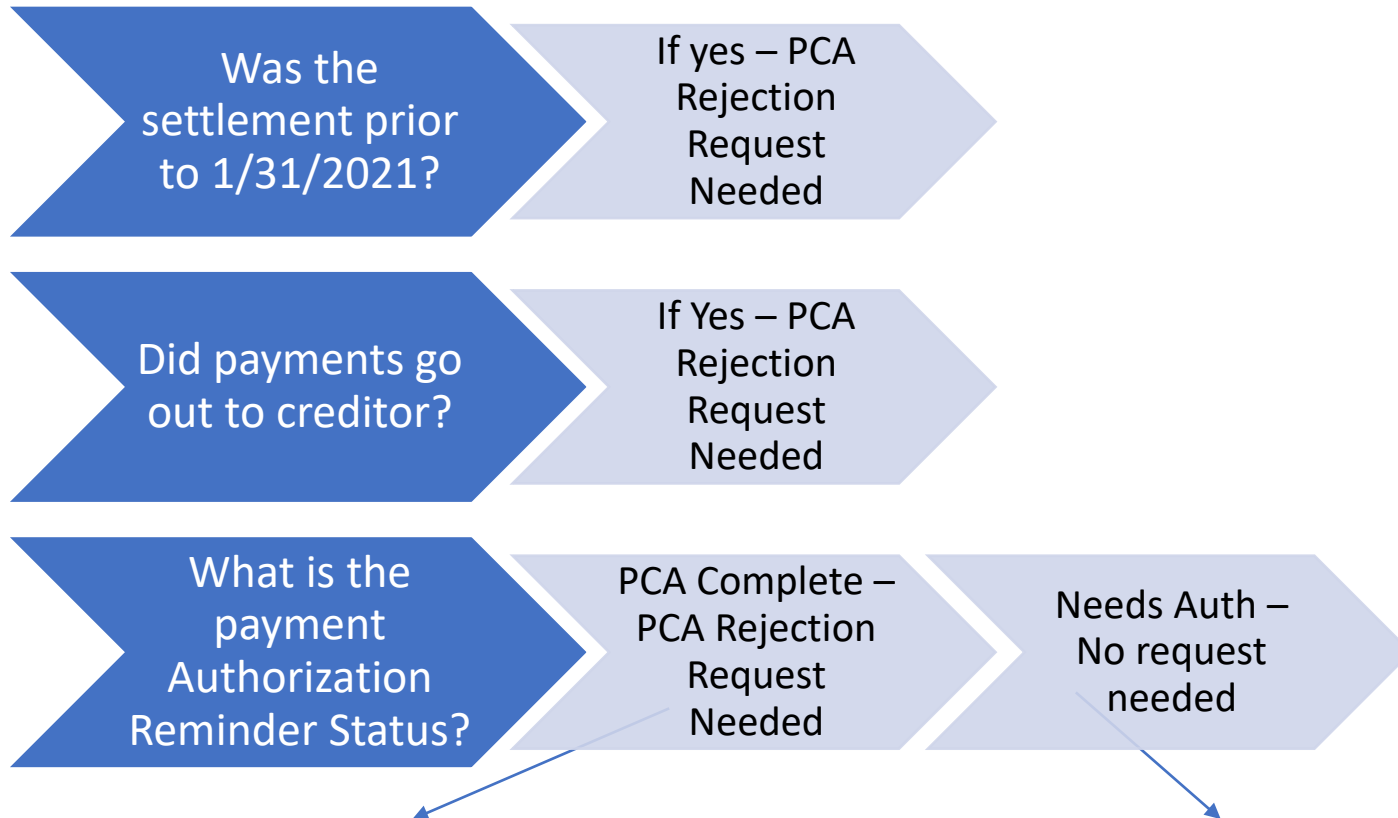 Was the
settlement prior
to 1/31/2021?
If yes – PCA
Rejection
Request
Needed
Did payments go
out to creditor?
If Yes – PCA
Rejection
Request
Needed
What is the
payment
Authorization
Reminder Status?
PCA Complete –
PCA Rejection
Request
Needed
Needs Auth –
No request
needed